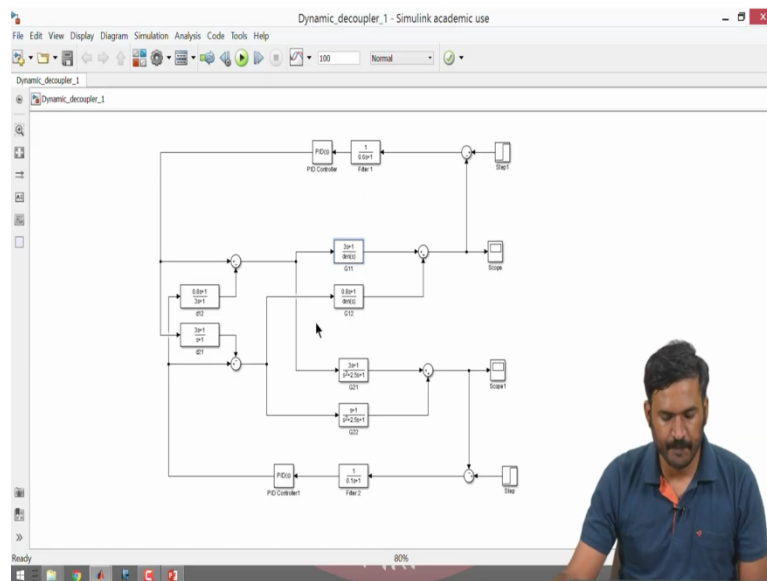 Dynamic_decoupler_1 - Simulink academic use
File Edit View Display Diagram Simulation Analysis Code Tools Help
100 Normal
Dynamic_decoupler_1
Dynamic_decoupler_1
PID(s)
PID Controller
1
Filter 1
Step1
3s+1
den(s)
G11
Scope
0.8s+1
3s+1
d12
0.8s+1
den(s)
G12
3s+1
s+1
d21
3s+1
s²+2.5s+1
G21
Scope1
s+1
s²+2.5s+1
G22
PID(s)
PID Controller1
1
0.1s+1
Filter 2
Step
Ready 80%